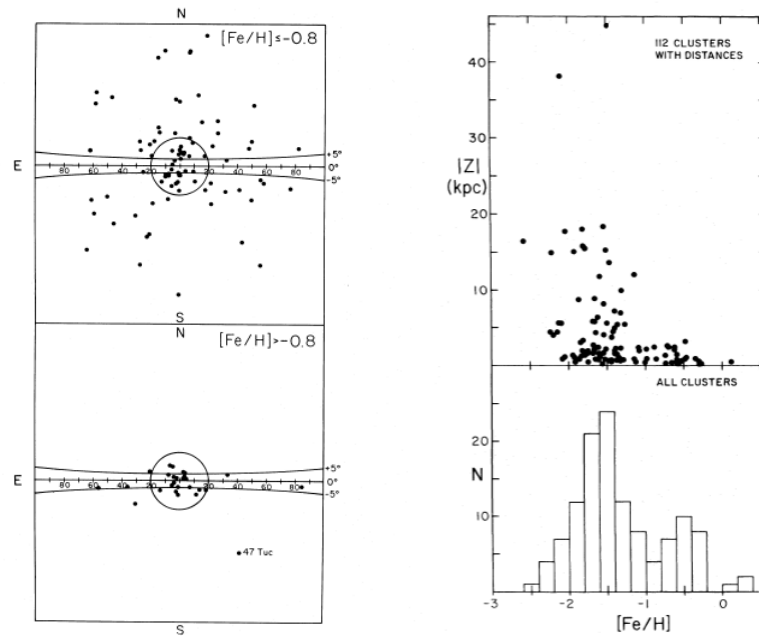 N
[Fe/H]≤-0.8
E
80 60 40 20 20 40 60 80
+5°
0°
-5°
S
N
[Fe/H]>-0.8
E
80 60 40 20 20 40 60 80
+5°
0°
-5°
47 Tuc
S
112 CLUSTERS
WITH DISTANCES
40
|Z|
(kpc)
30
20
10
ALL CLUSTERS
20
N
10
-3 -2 -1 0
[Fe/H]